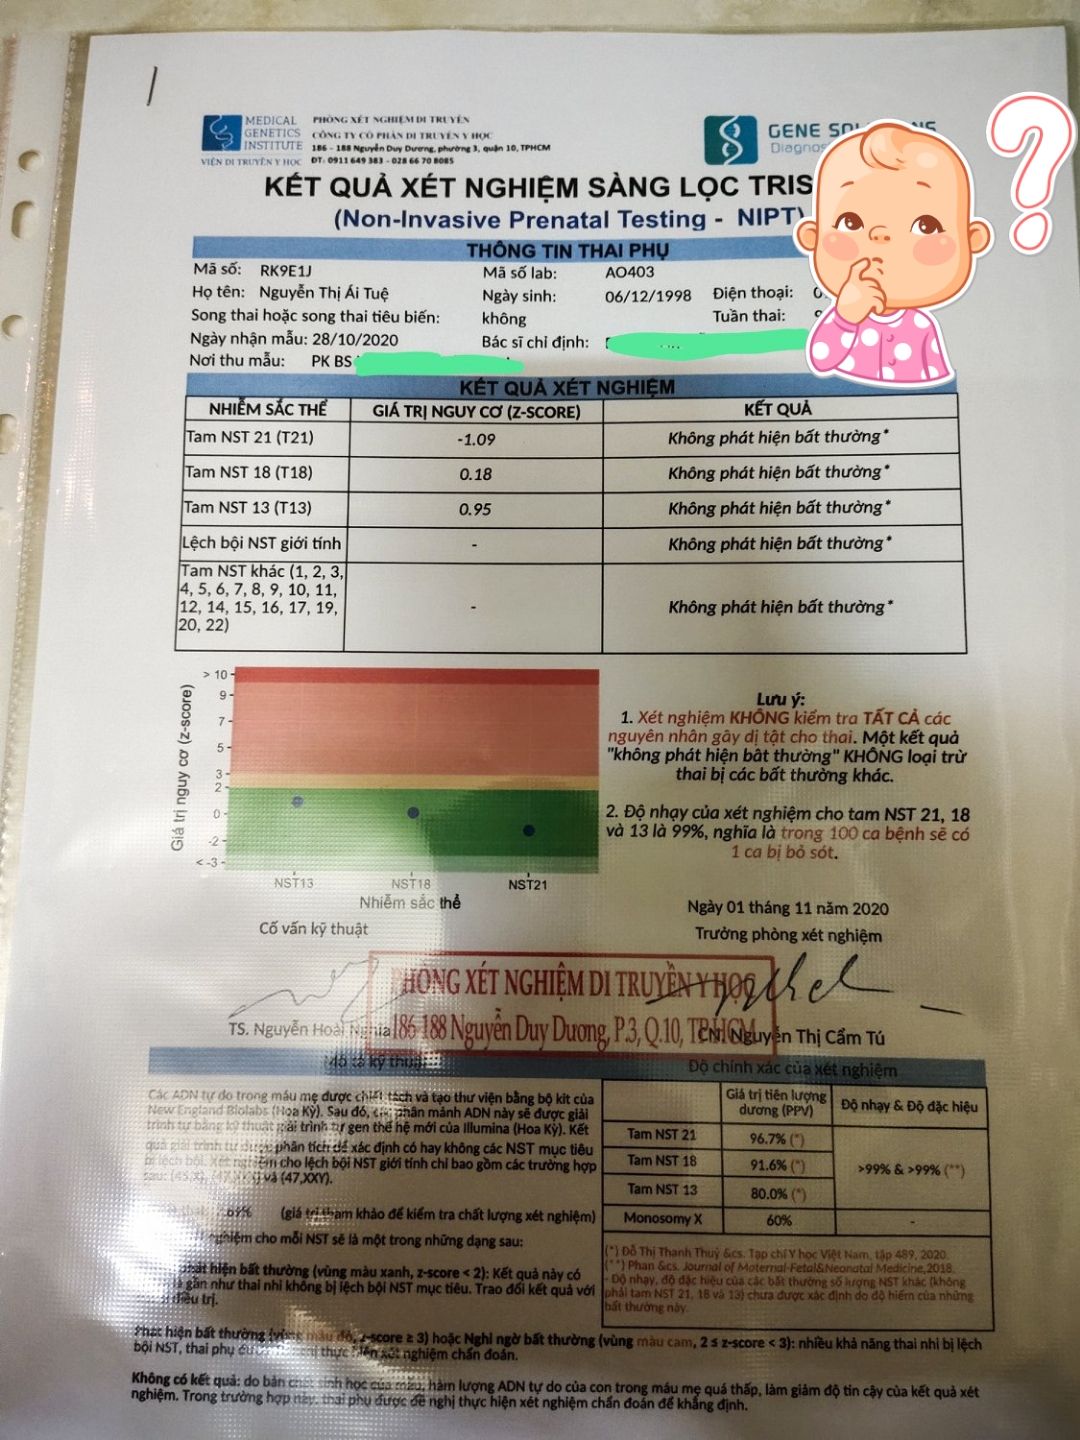 MEDICAL GENETICS INSTITUTE
VIỆN DI TRUYỀN Y HỌC
PHÒNG XÉT NGHIỆM DI TRUYỀN
CÔNG TY CỔ PHẦN DI TRUYỀN Y HỌC
186 - 188 Nguyễn Duy Dương, phường 3, quận 10, TPHCM
ĐT: 0911 649 383 - 028 66 70 8085
GENE SOLUTIONS
KẾT QUẢ XÉT NGHIỆM SÀNG LỌC TRIS
(Non-Invasive Prenatal Testing - NIPT)
THÔNG TIN THAI PHỤ
Mã số: RK9E1J Mã số lab: AO403
Họ tên: Nguyễn Thị Ái Tuệ Ngày sinh: 06/12/1998 Điện thoại:
Song thai hoặc song thai tiêu biến: không Tuần thai:
Ngày nhận mẫu: 28/10/2020 Bác sĩ chỉ định:
Nơi thu mẫu: PK BS
KẾT QUẢ XÉT NGHIỆM
NHIỄM SẮC THỂ GIÁ TRỊ NGUY CƠ (Z-SCORE) KẾT QUẢ
Tam NST 21 (T21) -1.09 Không phát hiện bất thường*
Tam NST 18 (T18) 0.18 Không phát hiện bất thường*
Tam NST 13 (T13) 0.95 Không phát hiện bất thường*
Lệch bội NST giới tính - Không phát hiện bất thường*
Tam NST khác (1, 2, 3,
4, 5, 6, 7, 8, 9, 10, 11,
12, 14, 15, 16, 17, 19,
20, 22)
- Không phát hiện bất thường*
Giá trị nguy cơ (z-score)
> 10
9
7
5
3
2
0
-2
< -3
NST13 NST18 NST21
Nhiễm sắc thể
Lưu ý:
1. Xét nghiệm KHÔNG kiểm tra TẤT CẢ các
nguyên nhân gây dị tật cho thai. Một kết quả
"không phát hiện bất thường" KHÔNG loại trừ
thai bị các bất thường khác.
2. Độ nhạy của xét nghiệm cho tam NST 21, 18
và 13 là 99%, nghĩa là trong 100 ca bệnh sẽ có
1 ca bị bỏ sót.
Ngày 01 tháng 11 năm 2020
Cố vấn kỹ thuật
Trưởng phòng xét nghiệm
PHÒNG XÉT NGHIỆM DI TRUYỀN Y HỌC
186-188 Nguyễn Duy Dương, P.3, Q.10, TP.HCM
TS. Nguyễn Hoài Nghĩa
CN. Nguyễn Thị Cẩm Tú
Mô tả kỹ thuật
Độ chính xác của xét nghiệm
Các ADN tự do trong máu mẹ được chiết tách và tạo thư viện bằng bộ kit của
New England Biolabs (Hoa Kỳ). Sau đó, các phân mảnh ADN này sẽ được giải
trình tự bằng kỹ thuật giải trình tự gen thế hệ mới của Illumina (Hoa Kỳ). Kết
quả giải trình tự được phân tích để xác định có hay không các NST mục tiêu
bị lệch bội. Xét nghiệm cho lệch bội NST giới tính chỉ bao gồm các trường hợp
sau: (45,X), và (47,XXY).
(giá trị tham khảo để kiểm tra chất lượng xét nghiệm)
nghiệm cho mỗi NST sẽ là một trong những dạng sau:
phát hiện bất thường (vùng màu xanh, z-score < 2): Kết quả này có
gần như thai nhi không bị lệch bội NST mục tiêu. Trao đổi kết quả với
điều trị.
Phát hiện bất thường (vùng màu đỏ, z-score ≥ 3) hoặc Nghi ngờ bất thường (vùng màu cam, 2 ≤ z-score < 3): nhiều khả năng thai nhi bị lệch
bội NST, thai phụ thực hiện xét nghiệm chẩn đoán.
Không có kết quả: do bản chất sinh học của mẫu, hàm lượng ADN tự do của con trong máu mẹ quá thấp, làm giảm độ tin cậy của kết quả xét
nghiệm. Trong trường hợp này, thai phụ được đề nghị thực hiện xét nghiệm chẩn đoán để khẳng định.
Giá trị tiên lượng dương (PPV) Độ nhạy & Độ đặc hiệu
Tam NST 21 96.7% (*)
Tam NST 18 91.6% (*) >99% & >99% (**)
Tam NST 13 80.0% (*)
Monosomy X 60% -
(*) Đỗ Thị Thanh Thuỷ &cs. Tạp chí Y học Việt Nam, tập 489, 2020.
(**) Phan &cs. Journal of Maternal-Fetal&Neonatal Medicine,2018.
- Độ nhạy, độ đặc hiệu của các bất thường số lượng NST khác (không
phải tam NST 21, 18 và 13) chưa được xác định do độ hiếm của những
bất thường này.